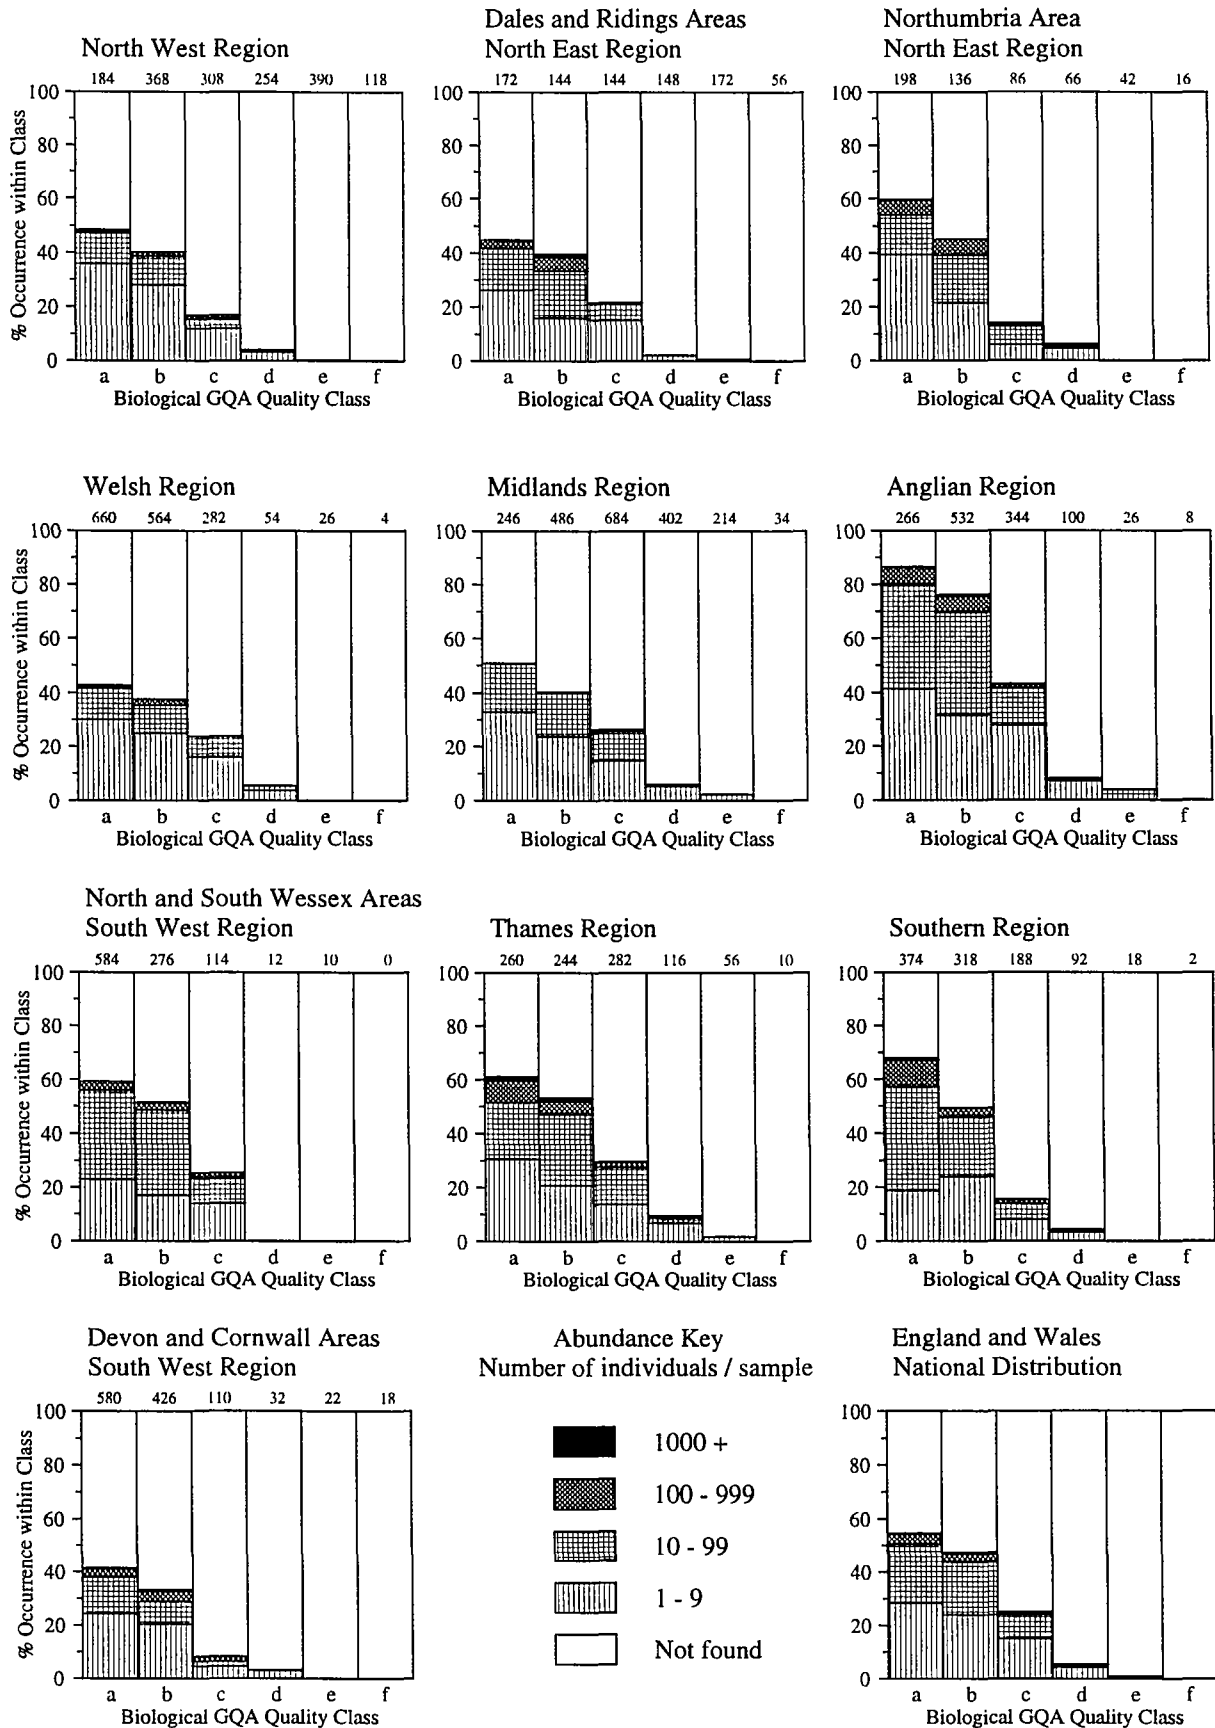 North West Region
184 368 308 254 390 118
100
80
60
40
20
0
% Occurrence within Class
a b c d e f
Biological GQA Quality Class
Dales and Ridings Areas
North East Region
172 144 144 148 172 56
100
80
60
40
20
0
a b c d e f
Biological GQA Quality Class
Northumbria Area
North East Region
198 136 86 66 42 16
100
80
60
40
20
0
a b c d e f
Biological GQA Quality Class
Welsh Region
660 564 282 54 26 4
100
80
60
40
20
0
% Occurrence within Class
a b c d e f
Biological GQA Quality Class
Midlands Region
246 486 684 402 214 34
100
80
60
40
20
0
a b c d e f
Biological GQA Quality Class
Anglian Region
266 532 344 100 26 8
100
80
60
40
20
0
a b c d e f
Biological GQA Quality Class
North and South Wessex Areas
South West Region
584 276 114 12 10 0
100
80
60
40
20
0
% Occurrence within Class
a b c d e f
Biological GQA Quality Class
Thames Region
260 244 282 116 56 10
100
80
60
40
20
0
a b c d e f
Biological GQA Quality Class
Southern Region
374 318 188 92 18 2
100
80
60
40
20
0
a b c d e f
Biological GQA Quality Class
Devon and Cornwall Areas
South West Region
580 426 110 32 22 18
100
80
60
40
20
0
% Occurrence within Class
a b c d e f
Biological GQA Quality Class
Abundance Key
Number of individuals / sample
1000 +
100 - 999
10 - 99
1 - 9
Not found
England and Wales
National Distribution
100
80
60
40
20
0
a b c d e f
Biological GQA Quality Class